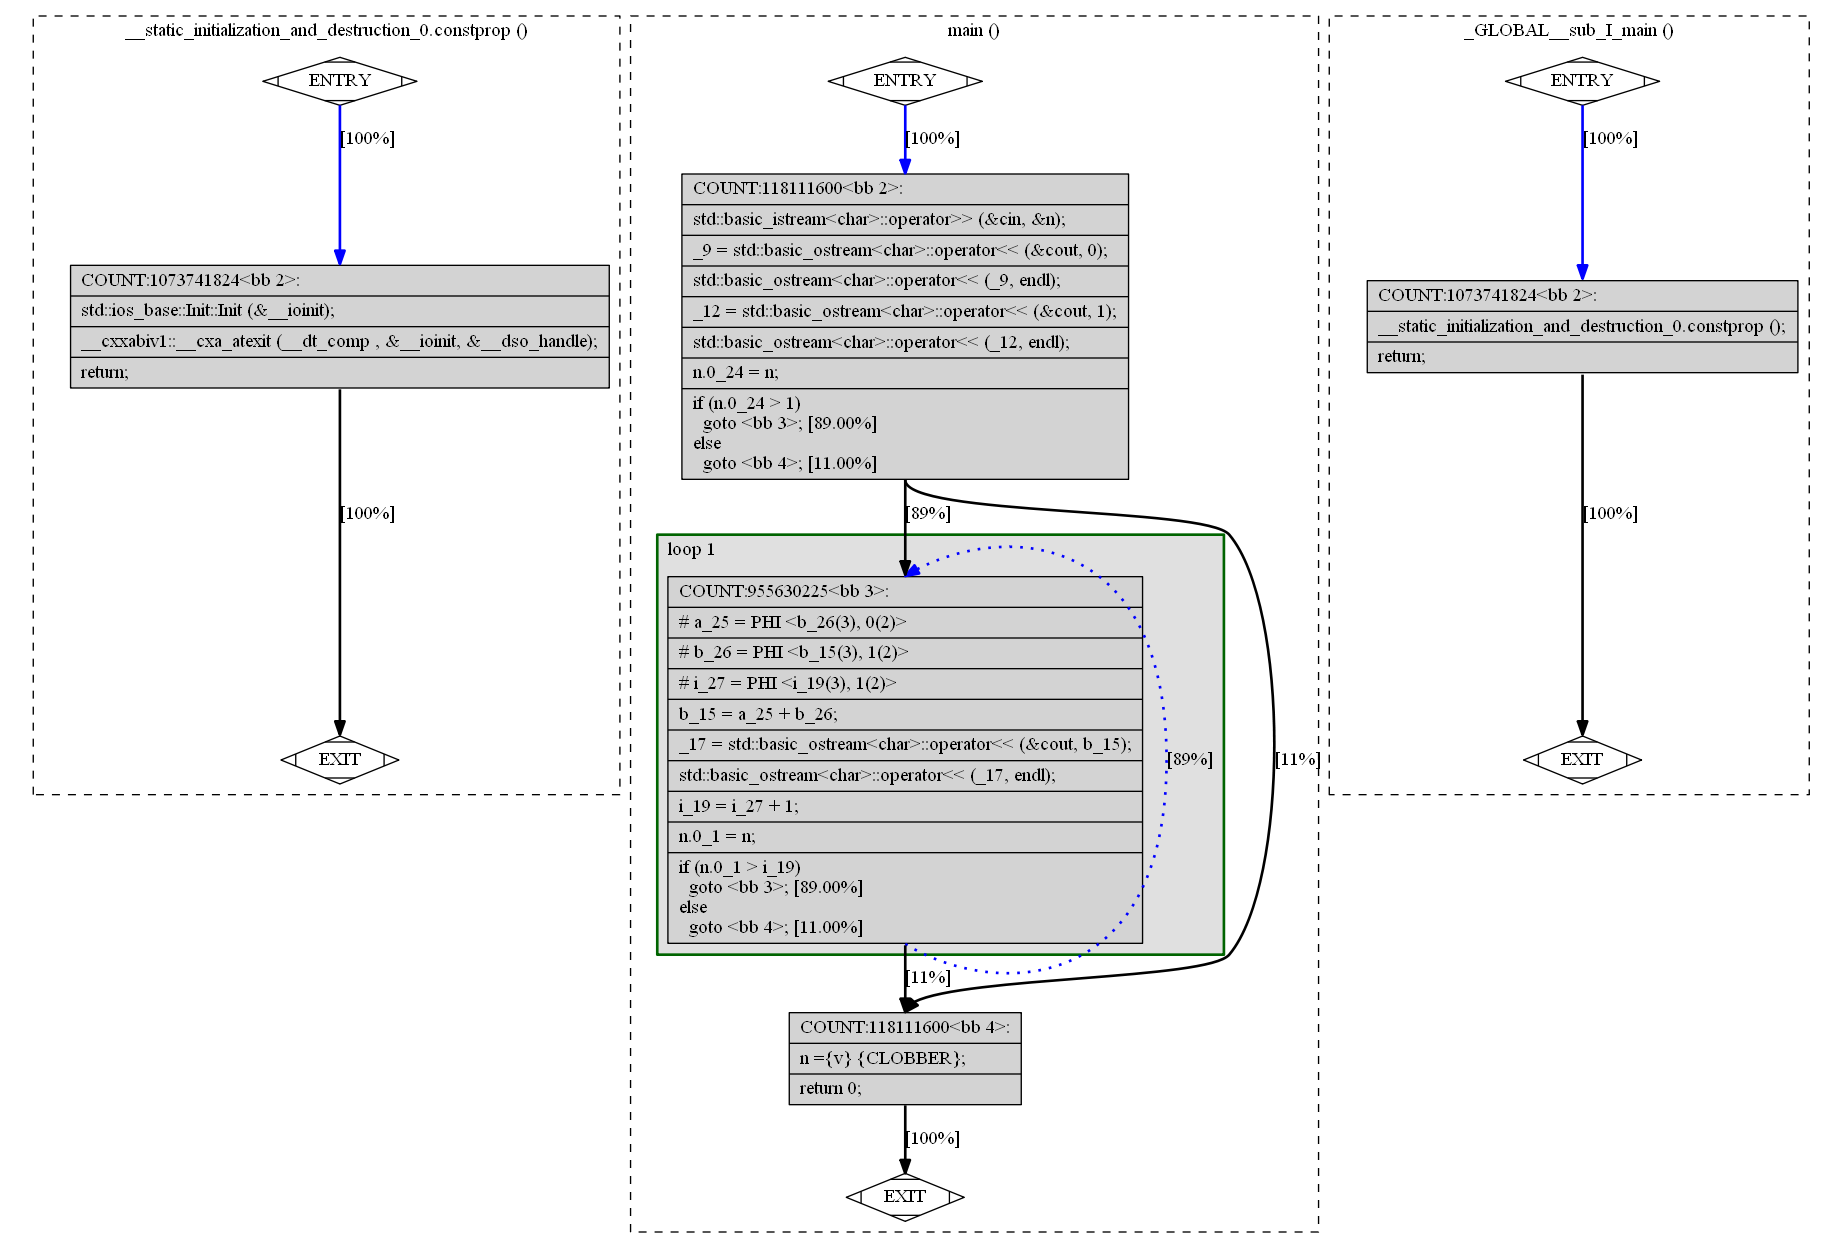 __static_initialization_and_destruction_0.constprop ()
ENTRY
[100%]
COUNT:1073741824<bb 2>:
std::ios_base::Init::Init (&__ioinit);
__cxxabiv1::__cxa_atexit (__dt_comp , &__ioinit, &__dso_handle);
return;
[100%]
EXIT
main ()
ENTRY
[100%]
COUNT:118111600<bb 2>:
std::basic_istream<char>::operator>> (&cin, &n);
_9 = std::basic_ostream<char>::operator<< (&cout, 0);
std::basic_ostream<char>::operator<< (_9, endl);
_12 = std::basic_ostream<char>::operator<< (&cout, 1);
std::basic_ostream<char>::operator<< (_12, endl);
n.0_24 = n;
if (n.0_24 > 1)
goto <bb 3>; [89.00%]
else
goto <bb 4>; [11.00%]
[89%]
loop 1
COUNT:955630225<bb 3>:
# a_25 = PHI <b_26(3), 0(2)>
# b_26 = PHI <b_15(3), 1(2)>
# i_27 = PHI <i_19(3), 1(2)>
b_15 = a_25 + b_26;
_17 = std::basic_ostream<char>::operator<< (&cout, b_15);
std::basic_ostream<char>::operator<< (_17, endl);
i_19 = i_27 + 1;
n.0_1 = n;
if (n.0_1 > i_19)
goto <bb 3>; [89.00%]
else
goto <bb 4>; [11.00%]
[89%]
[11%]
[11%]
COUNT:118111600<bb 4>:
n ={v} {CLOBBER};
return 0;
[100%]
EXIT
_GLOBAL__sub_I_main ()
ENTRY
[100%]
COUNT:1073741824<bb 2>:
__static_initialization_and_destruction_0.constprop ();
return;
[100%]
EXIT